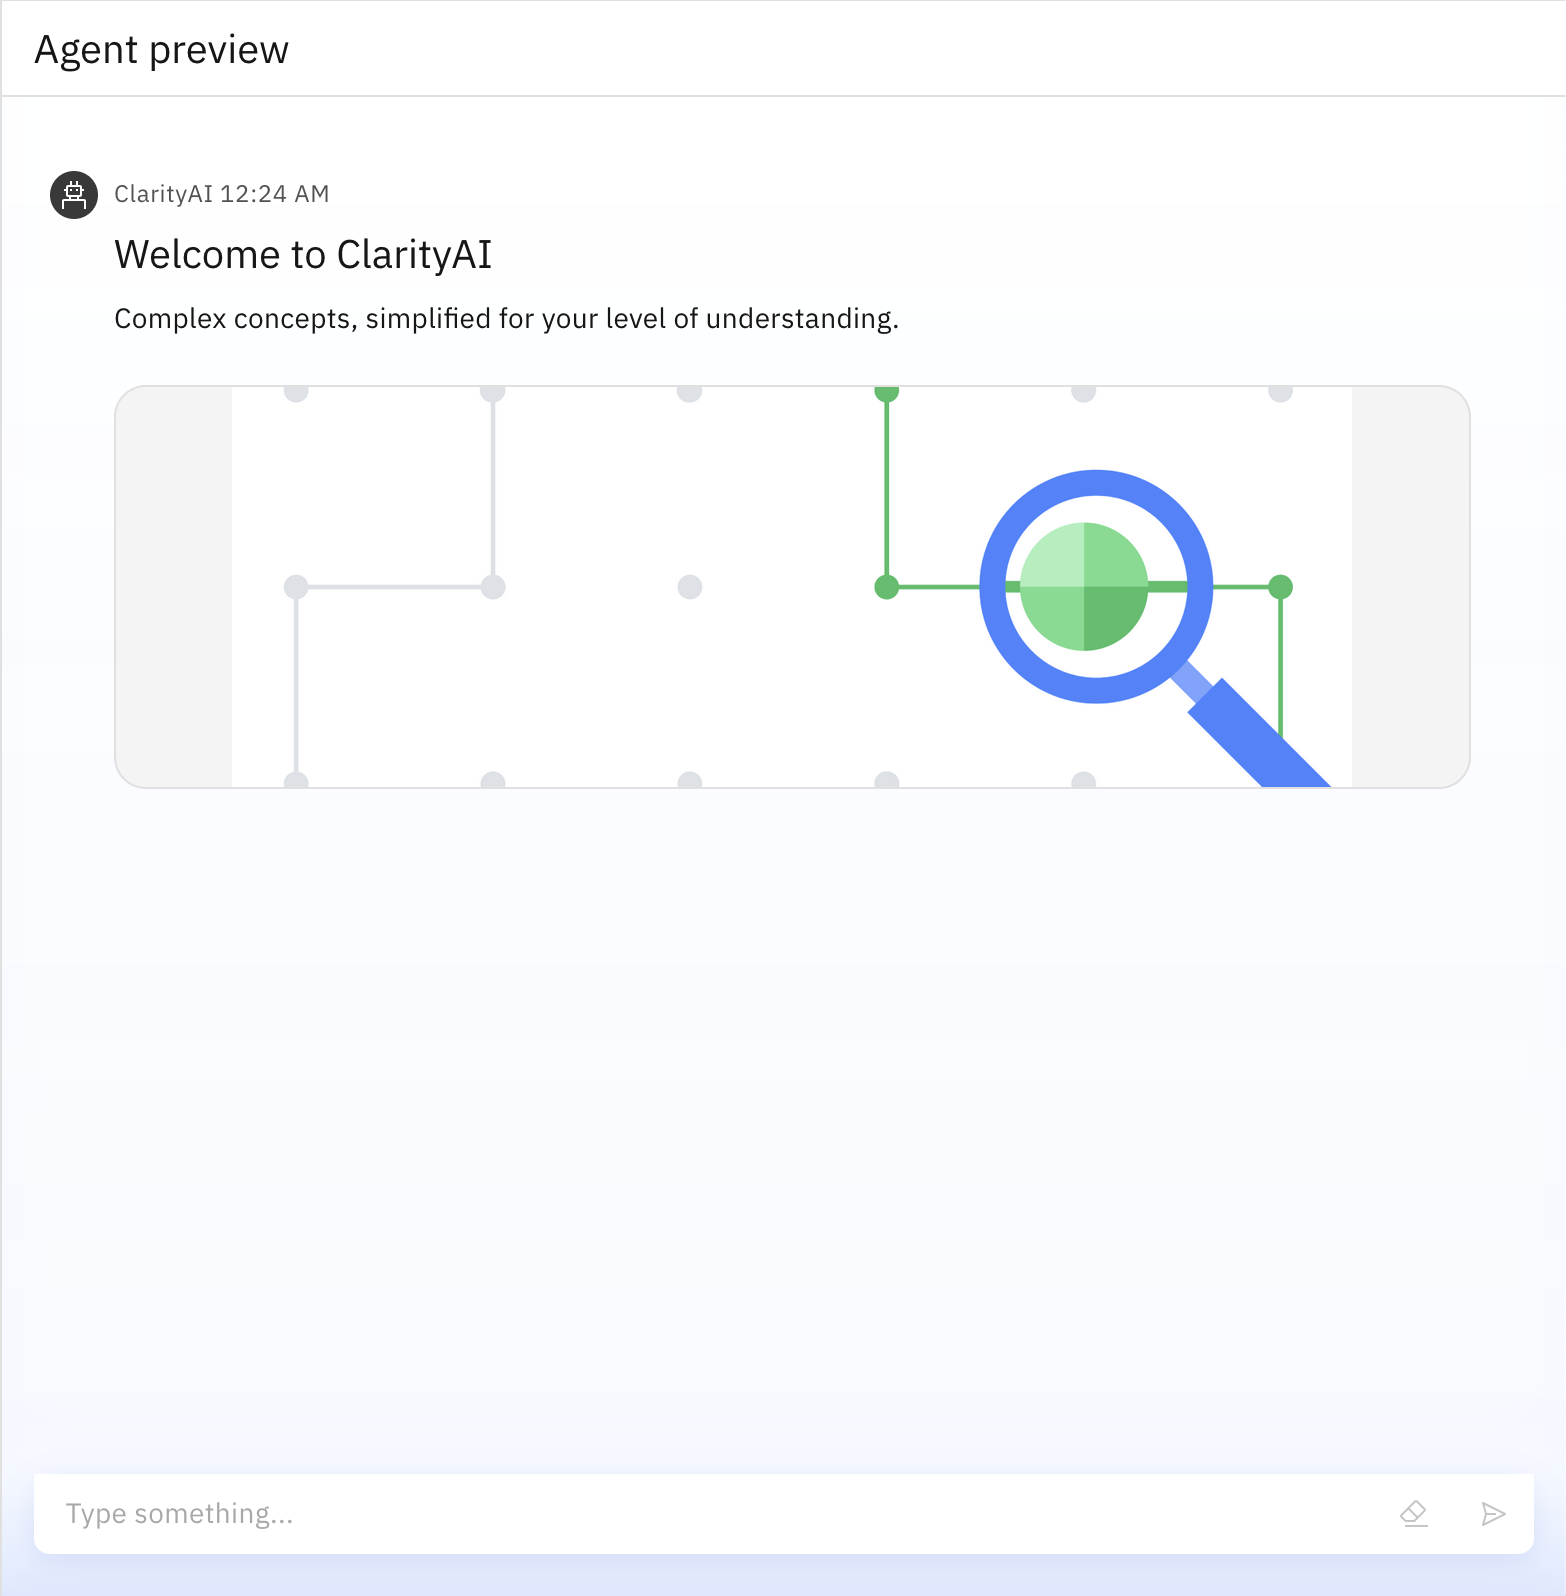 Agent preview
ClarityAI 12:24 AM
Welcome to ClarityAI
Complex concepts, simplified for your level of understanding.
Type something...